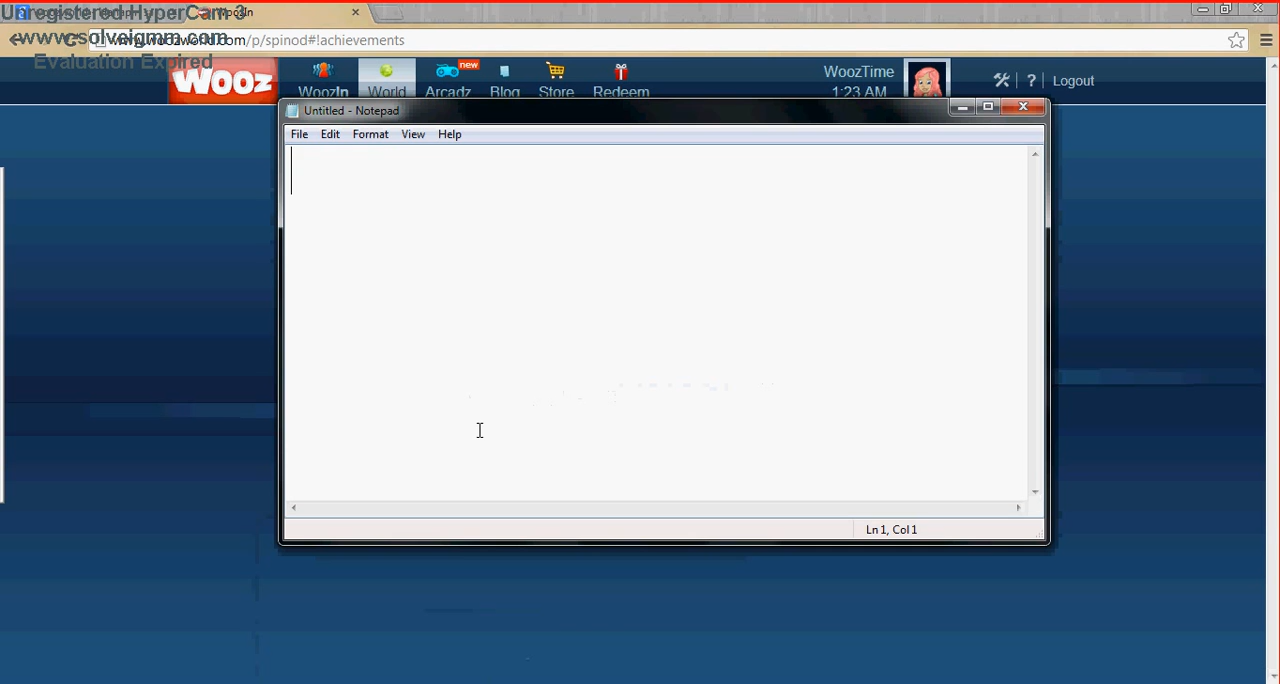 Unregistered HyperCam 3
www.solveigmm.com
Evaluation Expired
/p/spinod#!achievements
WOOZ
WoozIn
World
Arcadz
new
Blog
Store
Redeem
WoozTime
1:23 AM
?
Logout
Untitled - Notepad
File Edit Format View Help
Ln 1, Col 1